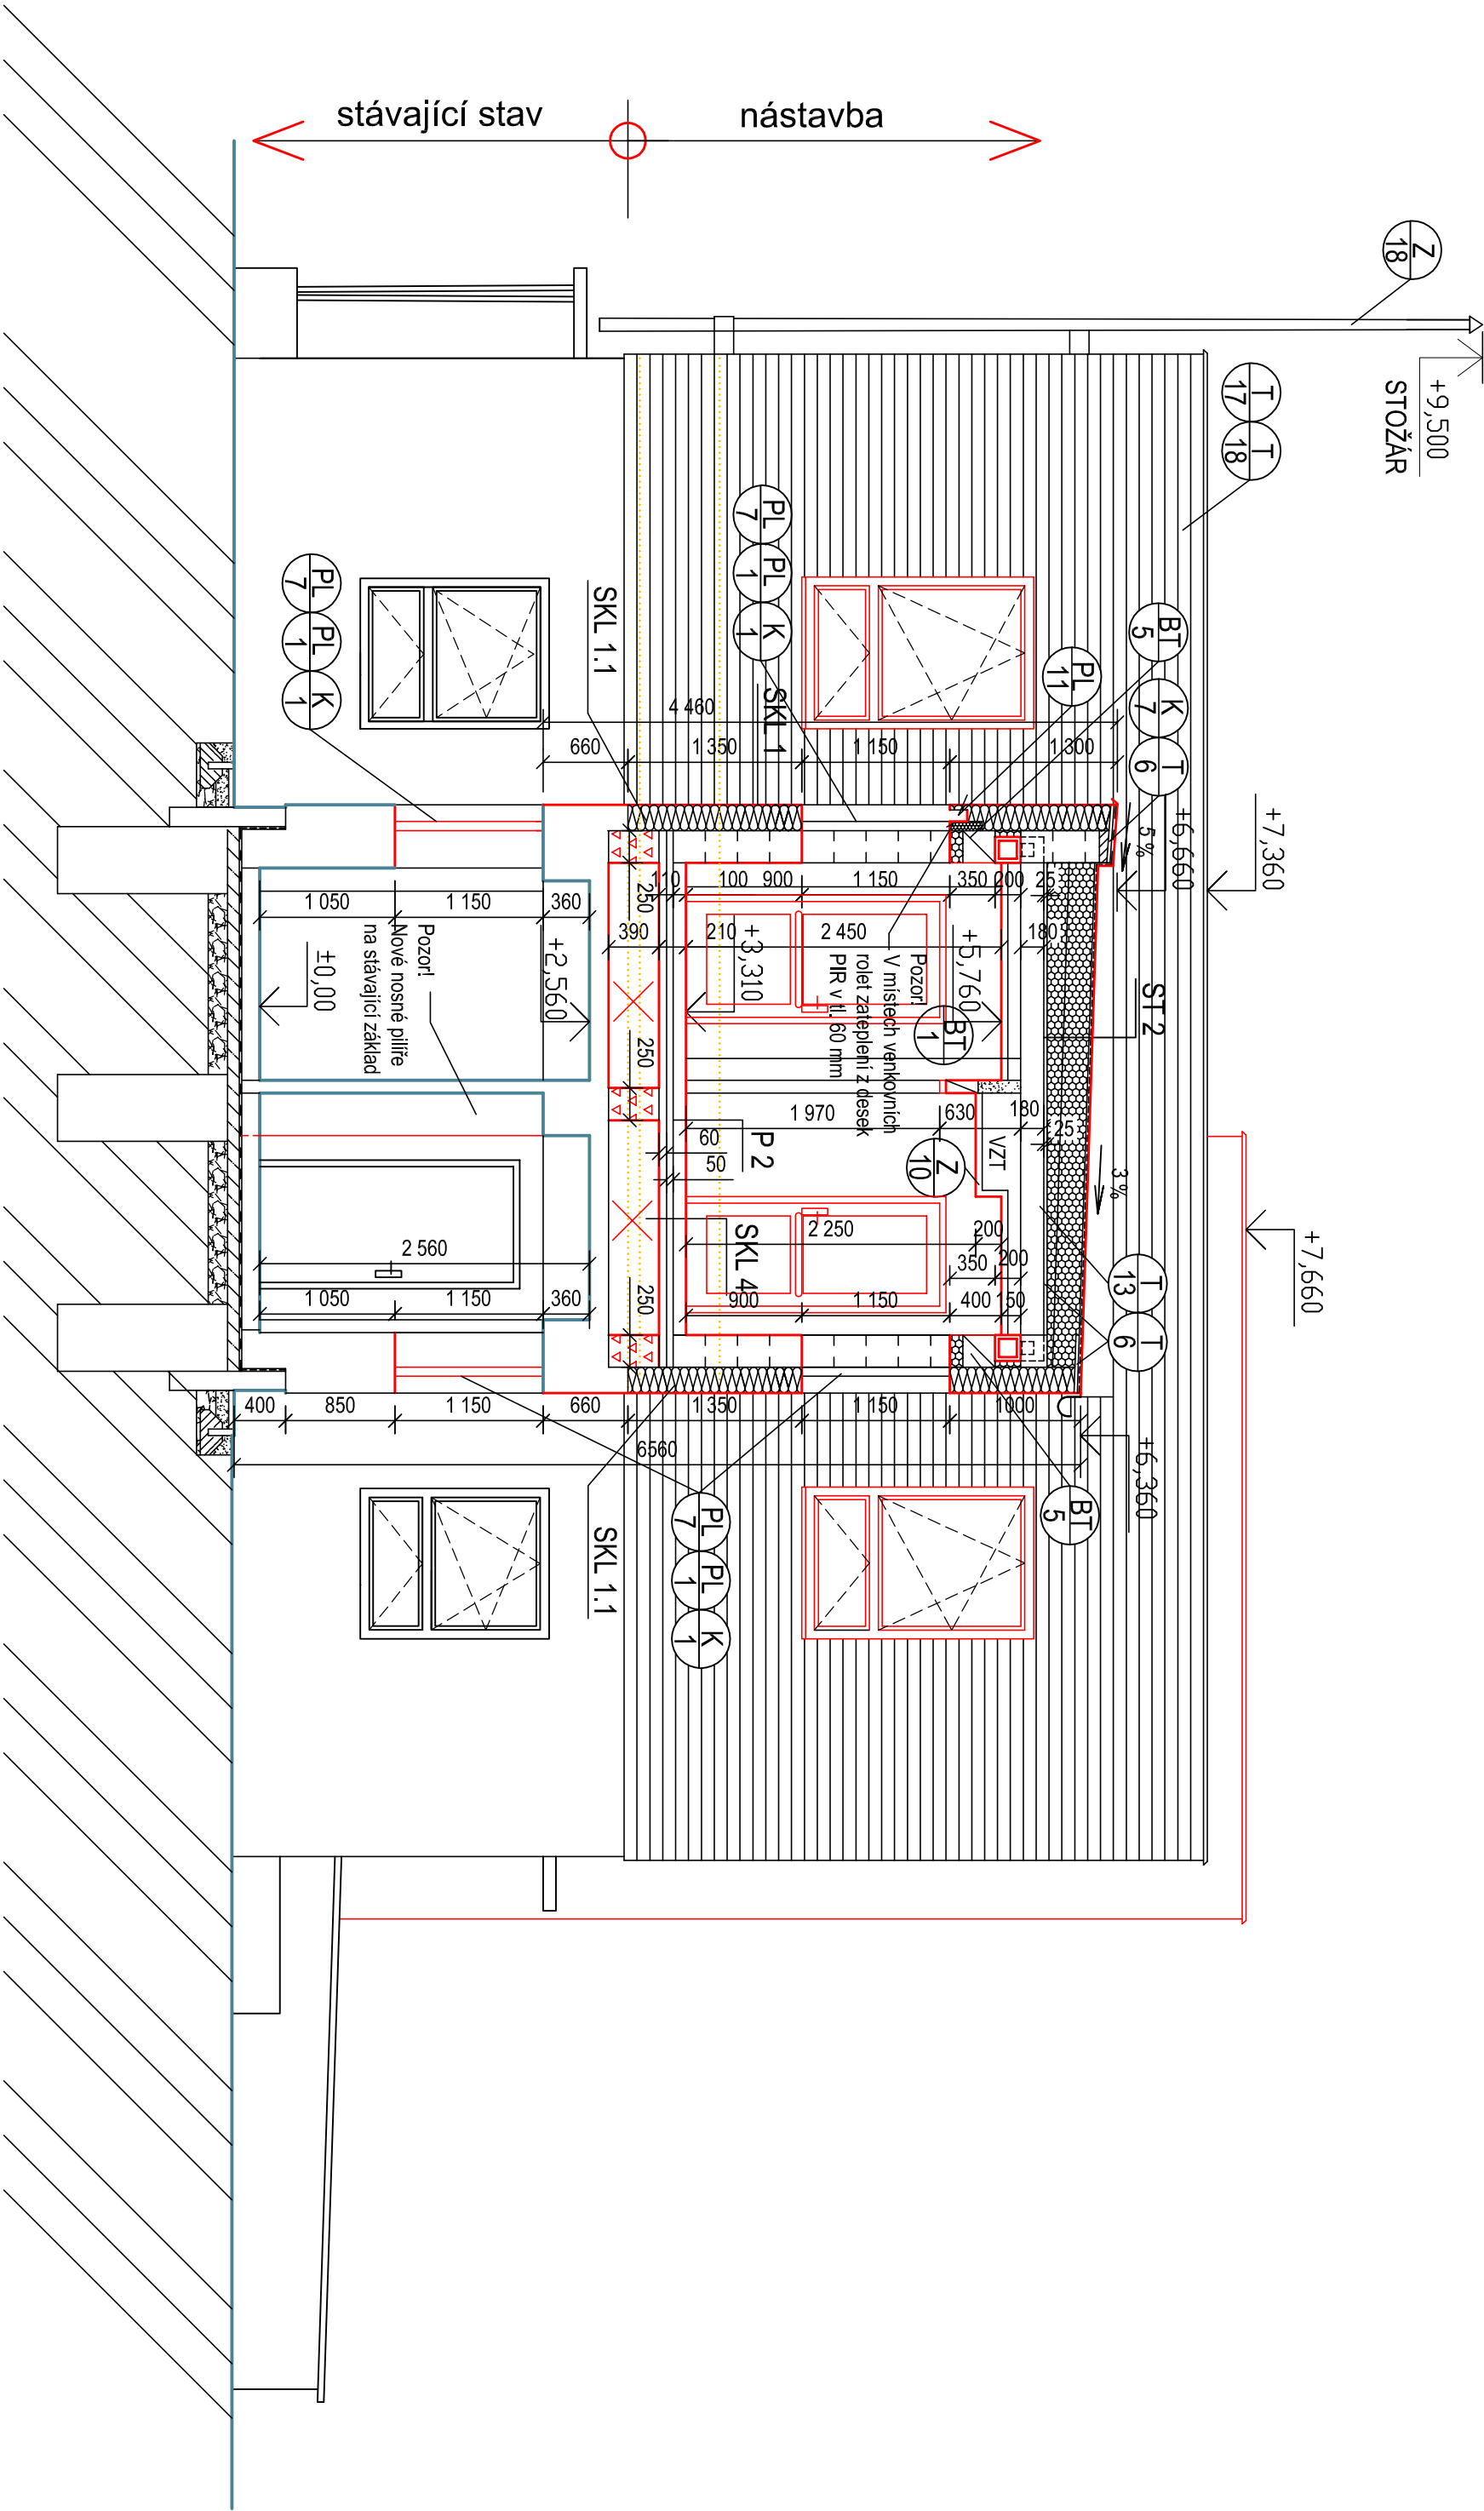 stávající stav
nástavba
Z
18
+9,500
STOŽÁR
T
17
T
18
PL
7
PL
1
K
1
BT
5
K
7
T
6
PL
11
PL
7
PL
1
K
1
SKL 1.1
SKL 1
4 460
660
1 350
1 150
1 300
5 %
+6,660
+7,360
110
100
900
1 150
350
200
25
250
1 050
1 150
360
390
210
2 450
180
+5,760
+3,310
+2,560
±0,00
Pozor!
Nové nosné pilíře
na stávající základ
Pozor!
V místech venkovních
rolet zateplení z desek
PIR v tl. 60 mm
BT
1
ST 2
250
1 970
630
180
25
60
50
P 2
VZT
Z
10
3 %
+7,660
SKL 4
2 250
200
350
200
2 560
250
1 050
1 150
360
900
1 150
400
150
T
13
T
6
400
850
1 150
660
1 350
1 150
1000
6560
+6,360
BT
5
PL
7
PL
1
K
1
SKL 1.1